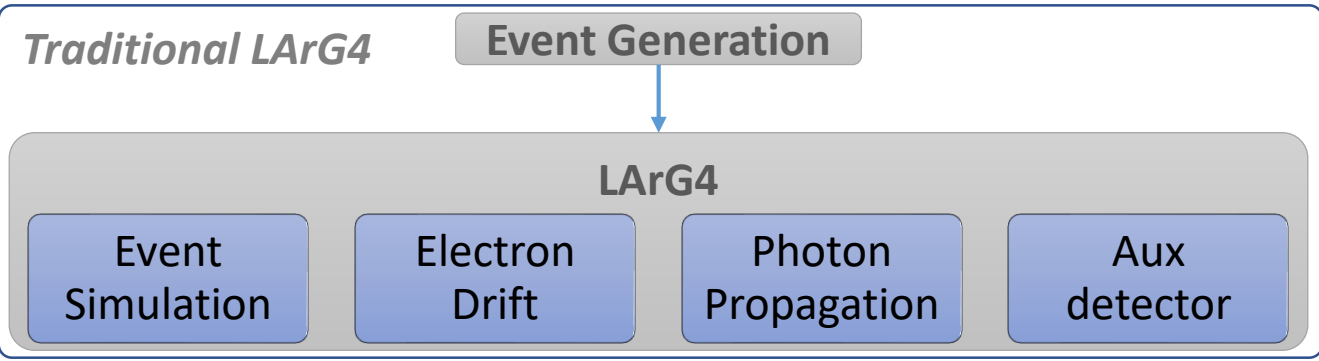 Traditional LArG4
Event Generation
LArG4
Event
Simulation
Electron
Drift
Photon
Propagation
Aux
detector